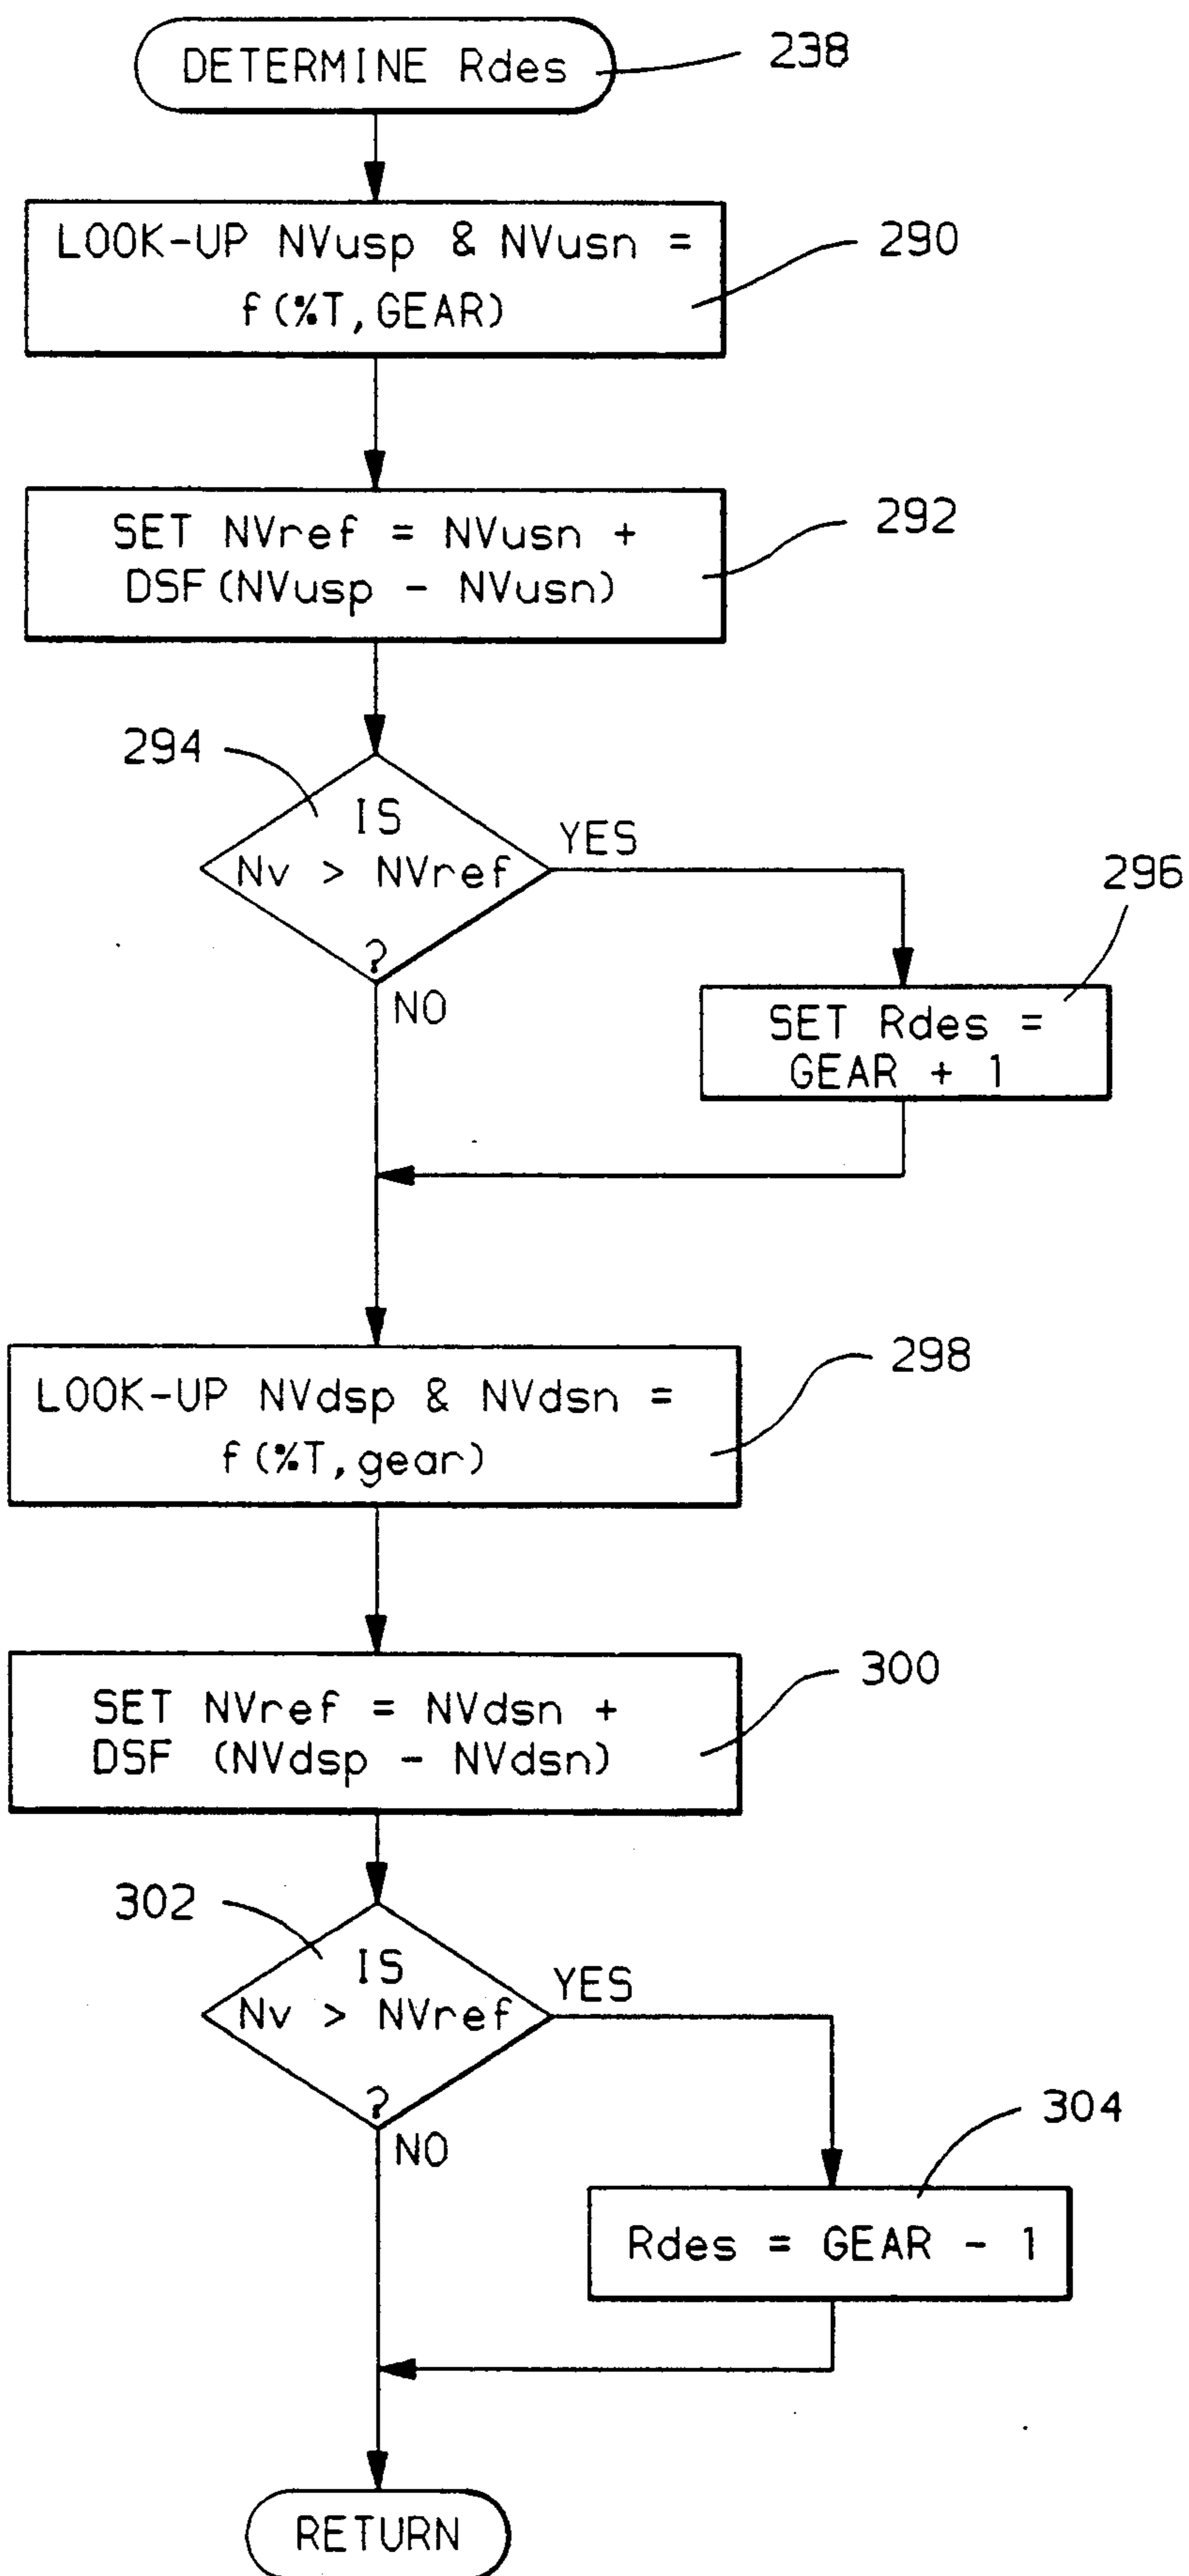 DETERMINE Rdes
238
LOOK-UP NVusp & NVusn =
f(%T,GEAR)
290
SET NVref = NVusn +
DSF(NVusp - NVusn)
292
294
IS
Nv > NVref
?
YES
NO
296
SET Rdes =
GEAR + 1
LOOK-UP NVdsp & NVdsn =
f(%T,gear)
298
SET NVref = NVdsn +
DSF (NVdsp - NVdsn)
300
302
IS
Nv > NVref
?
YES
NO
304
Rdes = GEAR - 1
RETURN